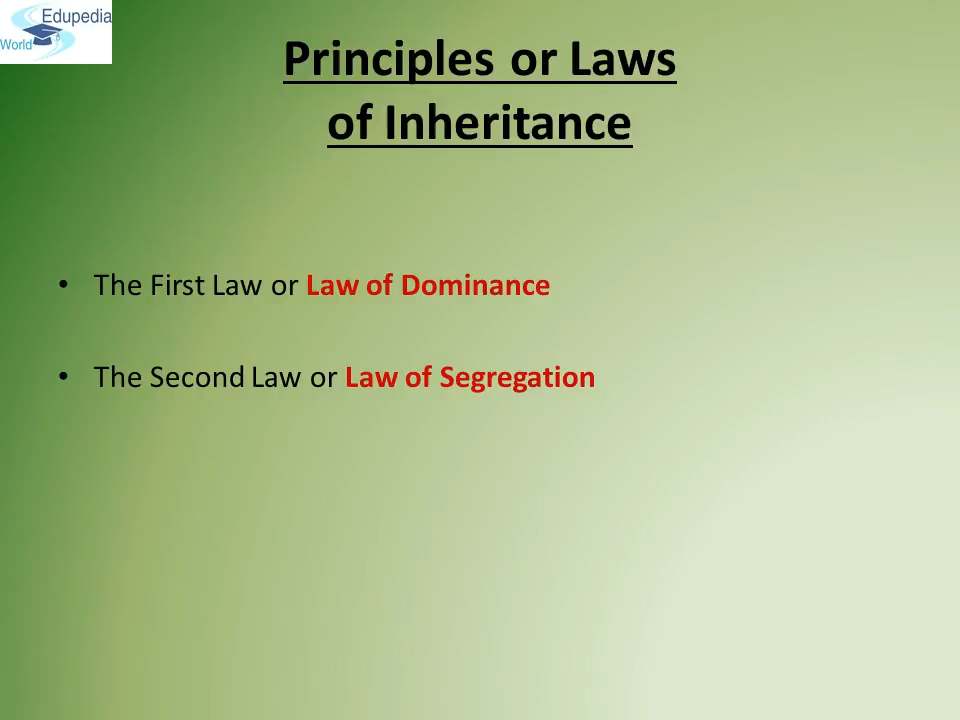 Edupedia
World
Principles or Laws
of Inheritance
• The First Law or Law of Dominance
• The Second Law or Law of Segregation